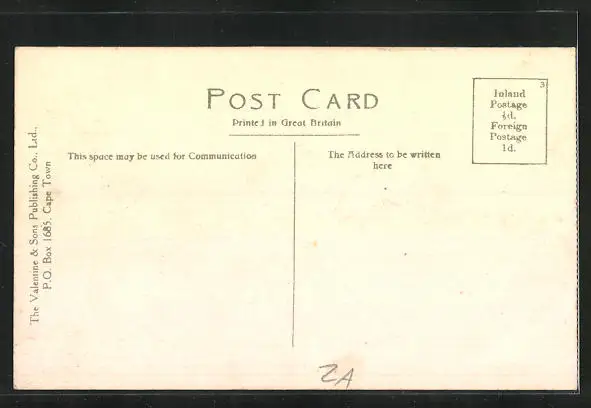 POST CARD
Printed in Great Britain
This space may be used for Communication
The Address to be written
here
3
Inland
Postage
½d.
Foreign
Postage
1d.
The Valentine & Sons Publishing Co., Ltd.,
P.O. Box 1685, Cape Town
ZA